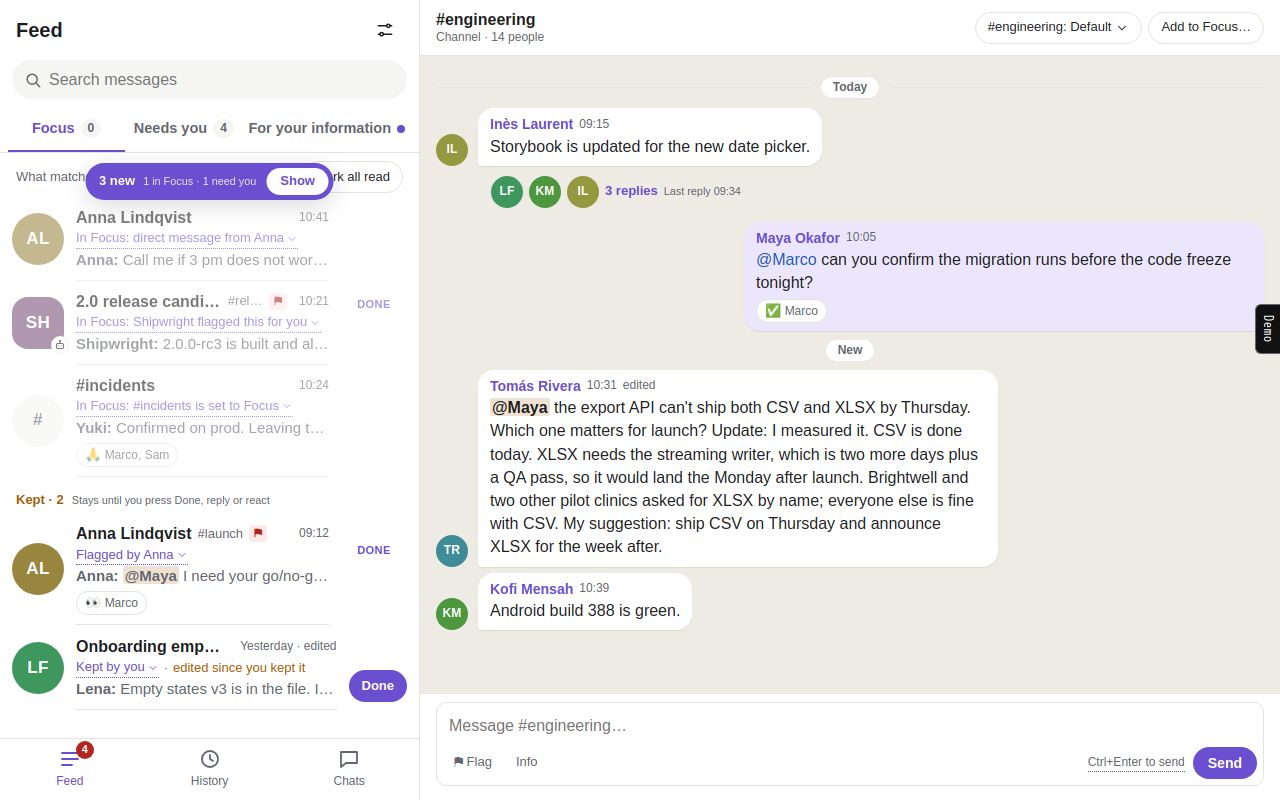 Feed
Search messages
Focus 0
Needs you 4
For your information
What match
3 new 1 in Focus · 1 need you Show
rk all read
AL
Anna Lindqvist 10:41
In Focus: direct message from Anna
Anna: Call me if 3 pm does not wor…
SH
2.0 release candi… #rel… 10:21
In Focus: Shipwright flagged this for you
Shipwright: 2.0.0-rc3 is built and al…
DONE
#
#incidents 10:24
In Focus: #incidents is set to Focus
Yuki: Confirmed on prod. Leaving t…
🙏 Marco, Sam
Kept · 2 Stays until you press Done, reply or react
AL
Anna Lindqvist #launch 09:12
Flagged by Anna
Anna: @Maya I need your go/no-g…
👀 Marco
DONE
LF
Onboarding emp… Yesterday · edited
Kept by you · edited since you kept it
Lena: Empty states v3 is in the file. I…
Done
4
Feed
History
Chats
#engineering
Channel · 14 people
#engineering: Default
Add to Focus…
Today
IL
Inès Laurent 09:15
Storybook is updated for the new date picker.
LF KM IL 3 replies Last reply 09:34
Maya Okafor 10:05
@Marco can you confirm the migration runs before the code freeze
tonight?
✅ Marco
New
TR
Tomás Rivera 10:31 edited
@Maya the export API can't ship both CSV and XLSX by Thursday.
Which one matters for launch? Update: I measured it. CSV is done
today. XLSX needs the streaming writer, which is two more days plus
a QA pass, so it would land the Monday after launch. Brightwell and
two other pilot clinics asked for XLSX by name; everyone else is fine
with CSV. My suggestion: ship CSV on Thursday and announce
XLSX for the week after.
KM
Kofi Mensah 10:39
Android build 388 is green.
Message #engineering…
Flag
Info
Ctrl+Enter to send
Send
Demo